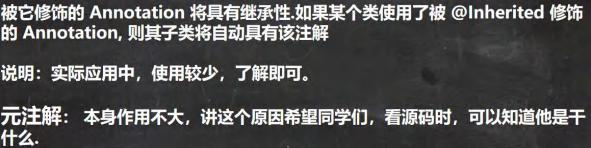 被它修饰的 Annotation 将具有继承性.如果某个类使用了被 @Inherited 修饰
的 Annotation, 则其子类将自动具有该注解
说明：实际应用中，使用较少，了解即可。
元注解： 本身作用不大，讲这个原因希望同学们，看源码时，可以知道他是干
什么.